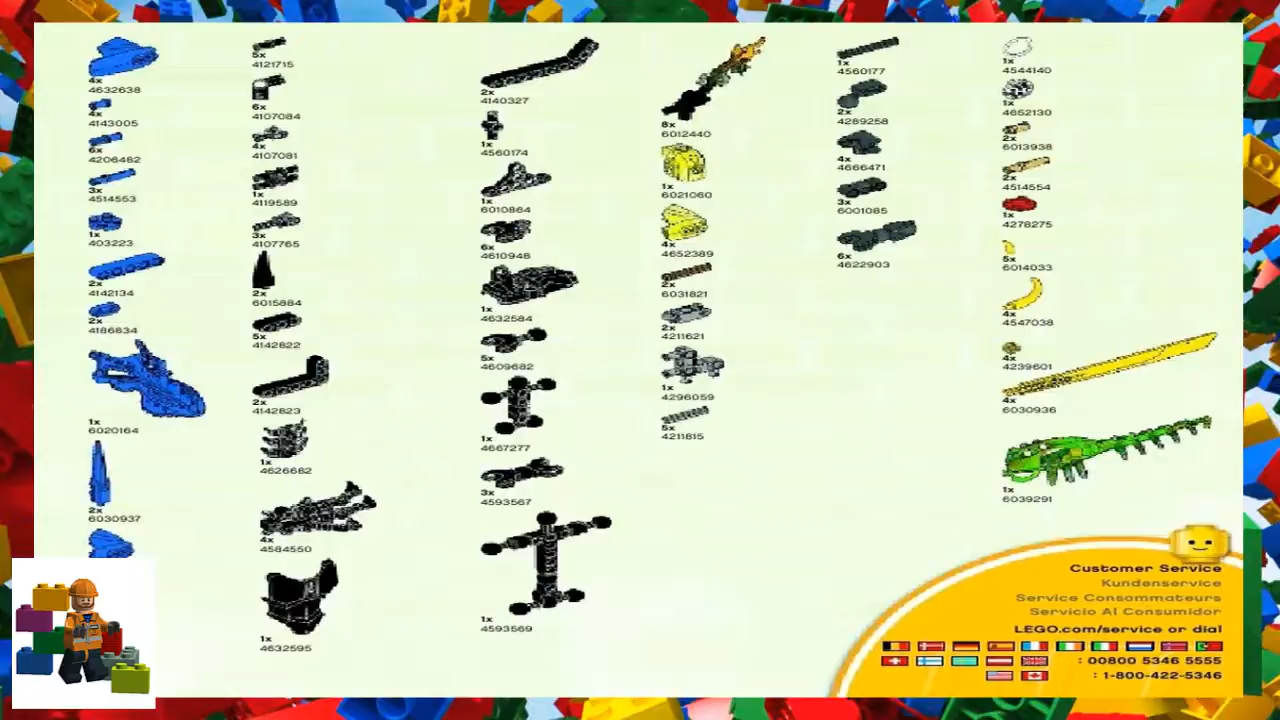 4x
4632638
4x
4143005
6x
4206482
3x
4514553
1x
403223
2x
4142134
2x
4186834
1x
6020164
2x
6030937
5x
4121715
6x
4107084
4x
4107081
1x
4119589
3x
4107765
2x
6015884
5x
4142822
2x
4142823
1x
4626682
4x
4584550
1x
4632595
2x
4140327
1x
4560174
1x
6010864
6x
4610948
1x
4632584
5x
4609682
1x
4667277
3x
4593567
1x
4593569
8x
6012440
1x
6021060
4x
4652389
2x
6031821
2x
4211621
1x
4296059
5x
4211815
1x
4560177
2x
4289258
4x
4666471
3x
6001085
6x
4622903
1x
4544140
1x
4652130
2x
6013938
2x
4514554
1x
4278275
5x
6014033
4x
4547038
4x
4239601
4x
6030936
1x
6039291
Customer Service
Kundenservice
Service Consommateurs
Servicio Al Consumidor
LEGO.com/service or dial
: 00800 5346 5555
: 1-800-422-5346